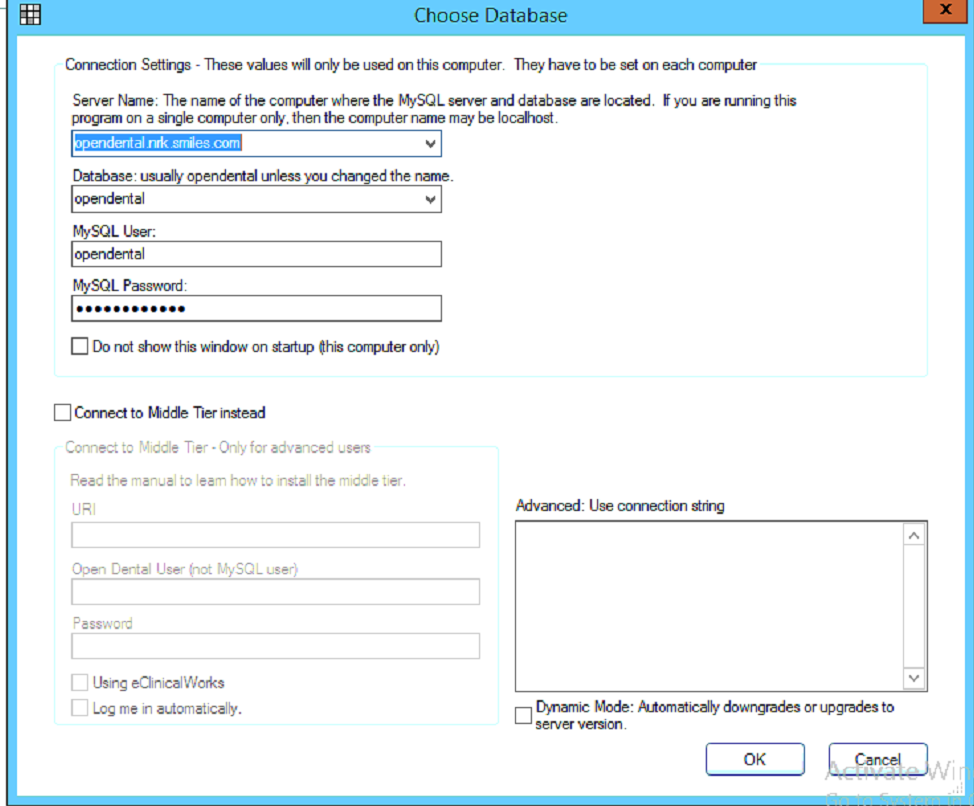 Choose Database
x
Connection Settings - These values will only be used on this computer. They have to be set on each computer
Server Name: The name of the computer where the MySQL server and database are located. If you are running this
program on a single computer only, then the computer name may be localhost.
opendental.nrk.smiles.com
Database: usually opendental unless you changed the name.
opendental
MySQL User:
opendental
MySQL Password:
••••••••••••
Do not show this window on startup (this computer only)
Connect to Middle Tier instead
Connect to Middle Tier - Only for advanced users
Read the manual to learn how to install the middle tier.
URI
Open Dental User (not MySQL user)
Password
Using eClinicalWorks
Log me in automatically.
Advanced: Use connection string
Dynamic Mode: Automatically downgrades or upgrades to
server version.
OK
Cancel
Activate Win
Go to System in